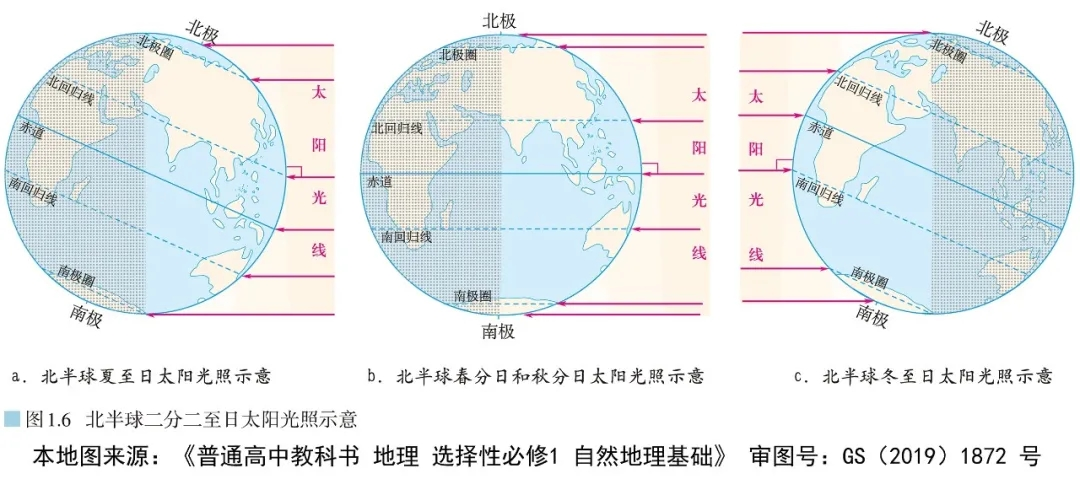 北极
北极圈
北回归线
赤道
南回归线
南极圈
南极
太阳光线
a. 北半球夏至日太阳光照示意
北极
北极圈
北回归线
赤道
南回归线
南极圈
南极
太阳光线
b. 北半球春分日和秋分日太阳光照示意
北极
北极圈
北回归线
赤道
南回归线
南极圈
南极
太阳光线
c. 北半球冬至日太阳光照示意
图1.6 北半球二分二至日太阳光照示意
本地图来源：《普通高中教科书 地理 选择性必修1 自然地理基础》 审图号：GS（2019）1872 号